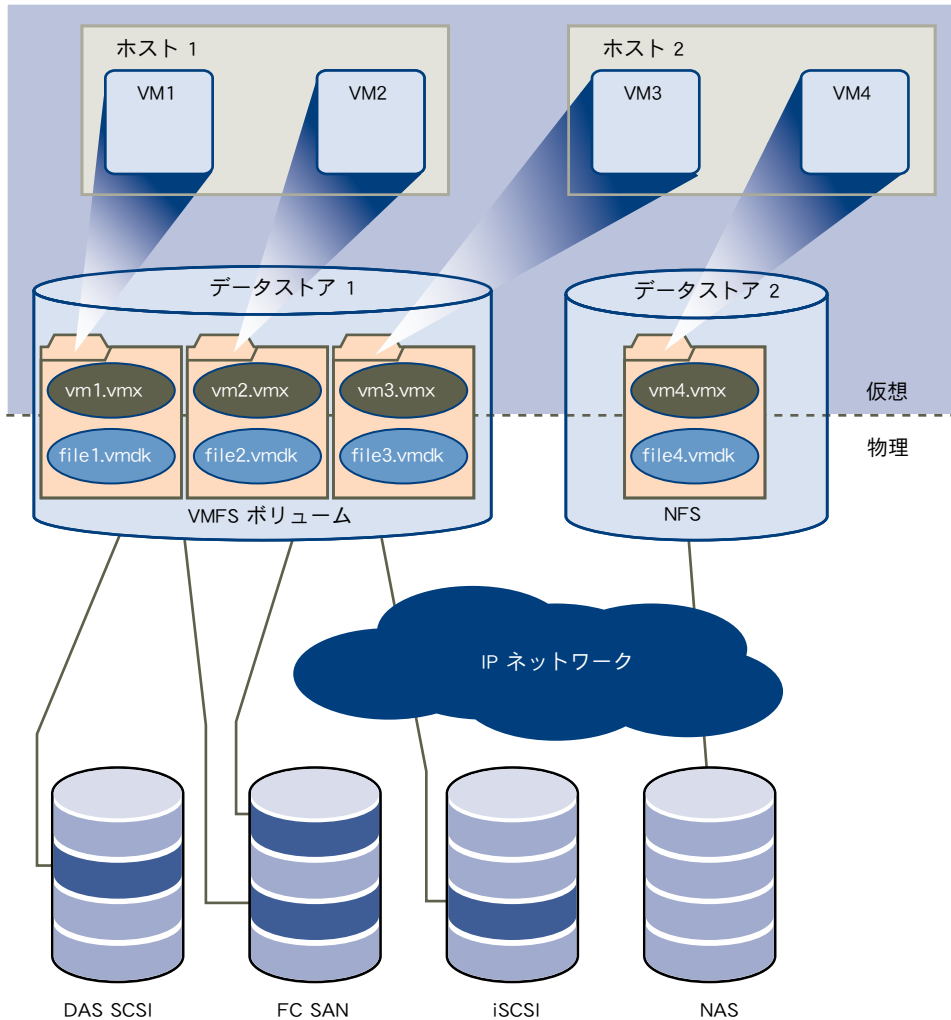 ホスト 1
ホスト 2
VM1
VM2
VM3
VM4
データストア 1
データストア 2
vm1.vmx
vm2.vmx
vm3.vmx
vm4.vmx
仮想
物理
file1.vmdk
file2.vmdk
file3.vmdk
file4.vmdk
VMFS ボリューム
NFS
IP ネットワーク
DAS SCSI
FC SAN
iSCSI
NAS